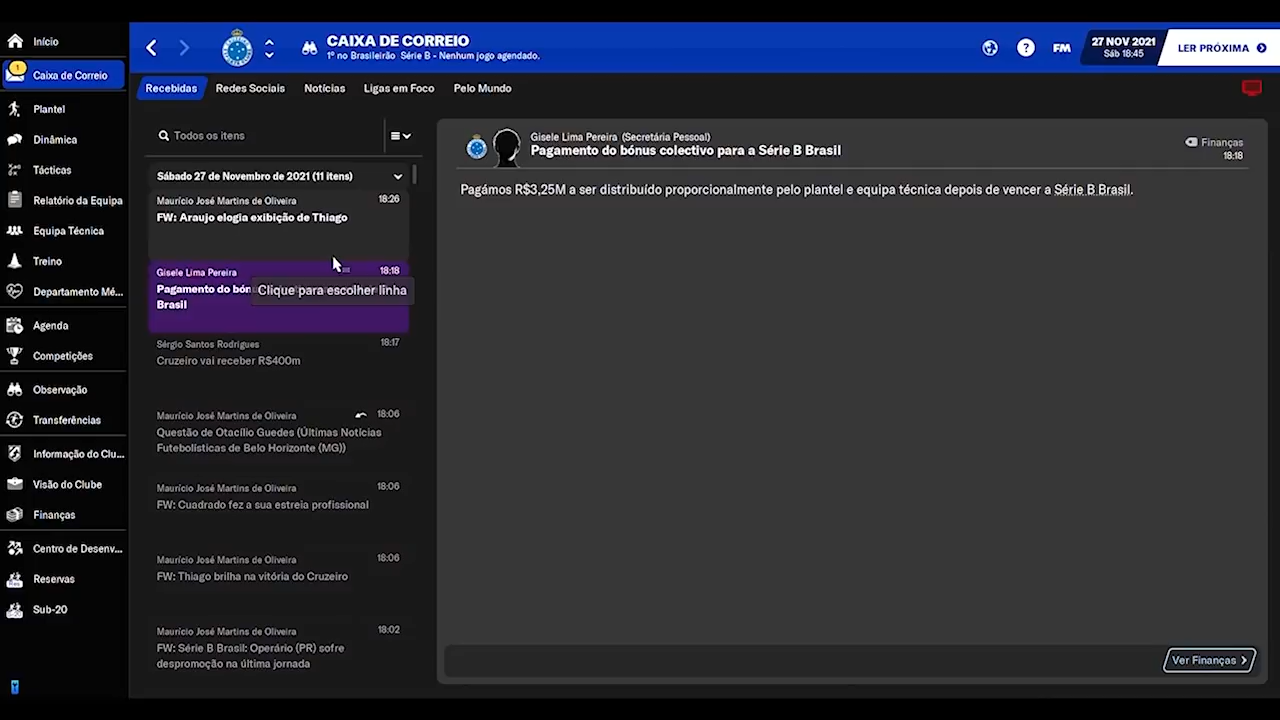 Início
1
Caixa de Correio
Plantel
Dinâmica
Tácticas
Relatório da Equipa
Equipa Técnica
Treino
Departamento Mé...
Agenda
Competições
Observação
Transferências
Informação do Clu...
Visão do Clube
Finanças
Centro de Desenv...
Reservas
Sub-20
CAIXA DE CORREIO
1º no Brasileirão Série B - Nenhum jogo agendado.
?
FM
27 NOV 2021
Sáb 18:45
LER PRÓXIMA
Recebidas
Redes Sociais
Notícias
Ligas em Foco
Pelo Mundo
Todos os itens
Sábado 27 de Novembro de 2021 (11 itens)
Maurício José Martins de Oliveira 18:26
FW: Araujo elogia exibição de Thiago
Gisele Lima Pereira 18:18
Pagamento do bón
Brasil
Clique para escolher linha
Sérgio Santos Rodrigues 18:17
Cruzeiro vai receber R$400m
Maurício José Martins de Oliveira 18:06
Questão de Otacílio Guedes (Últimas Notícias
Futebolísticas de Belo Horizonte (MG))
Maurício José Martins de Oliveira 18:06
FW: Cuadrado fez a sua estreia profissional
Maurício José Martins de Oliveira 18:06
FW: Thiago brilha na vitória do Cruzeiro
Maurício José Martins de Oliveira 18:02
FW: Série B Brasil: Operário (PR) sofre
despromoção na última jornada
Gisele Lima Pereira (Secretária Pessoal)
Pagamento do bónus colectivo para a Série B Brasil
Finanças
18:18
Pagámos R$3,25M a ser distribuído proporcionalmente pelo plantel e equipa técnica depois de vencer a Série B Brasil.
Ver Finanças